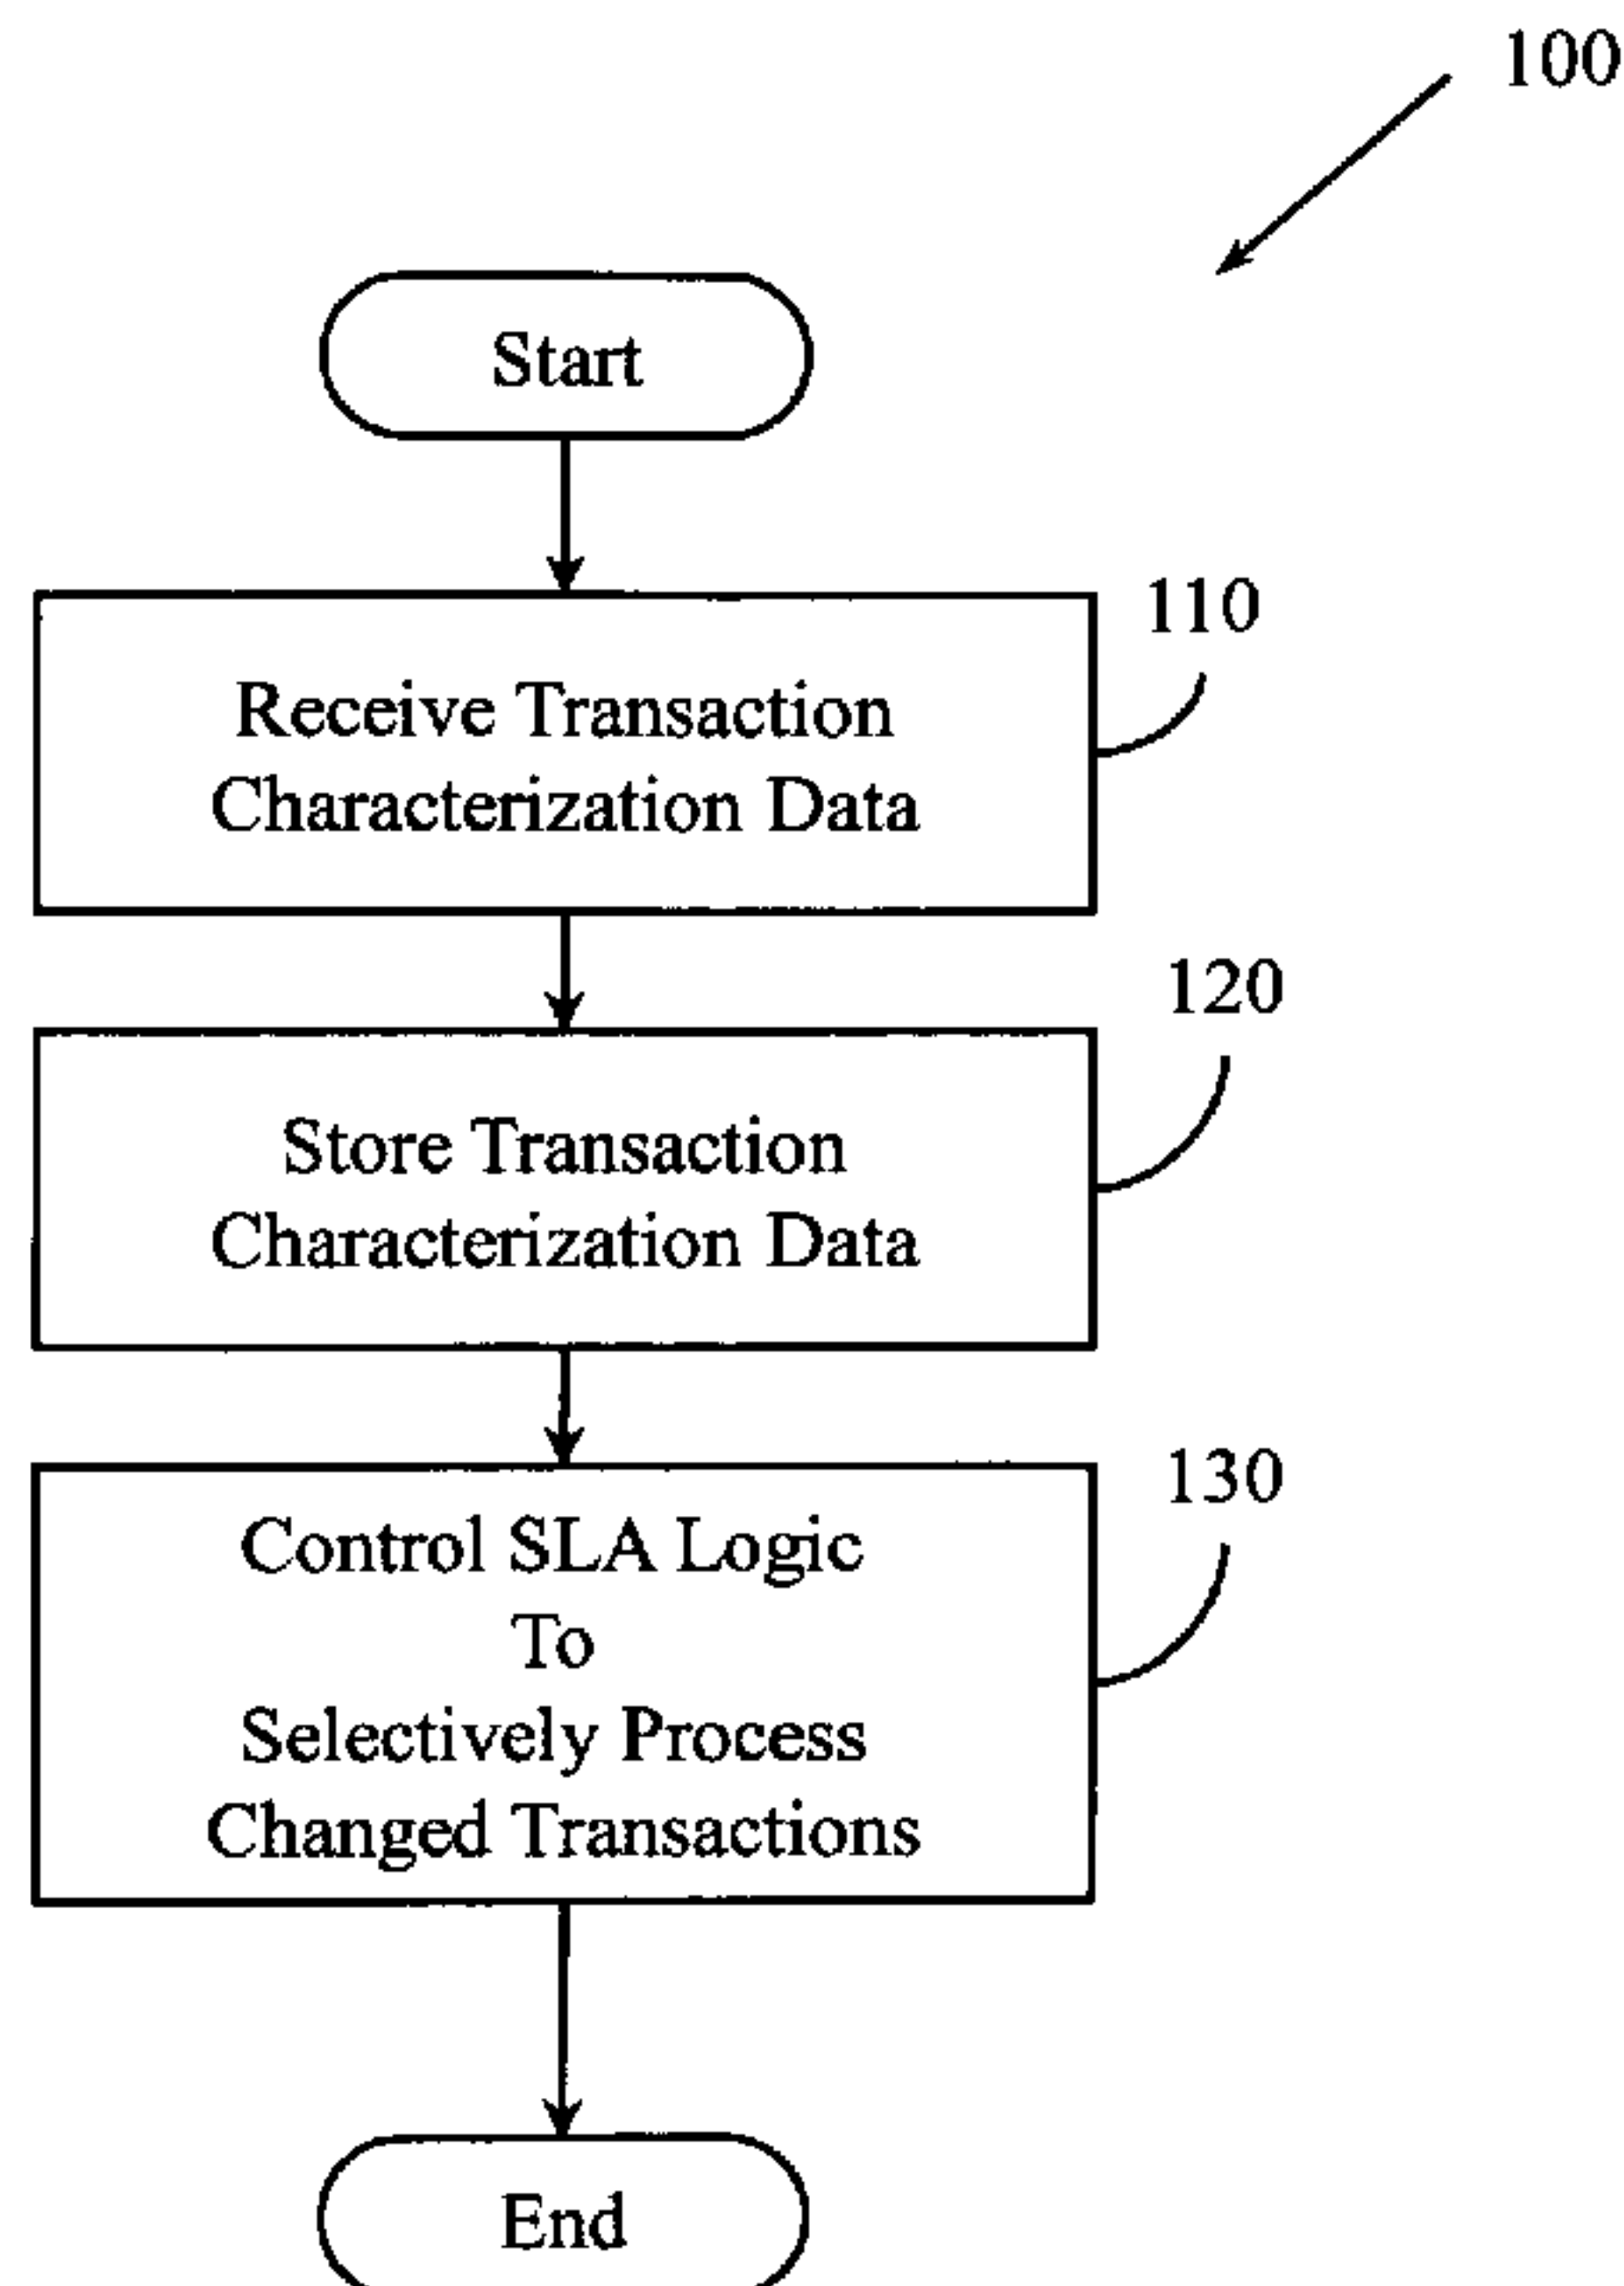 100
Start
110
Receive Transaction
Characterization Data
120
Store Transaction
Characterization Data
130
Control SLA Logic
To
Selectively Process
Changed Transactions
End